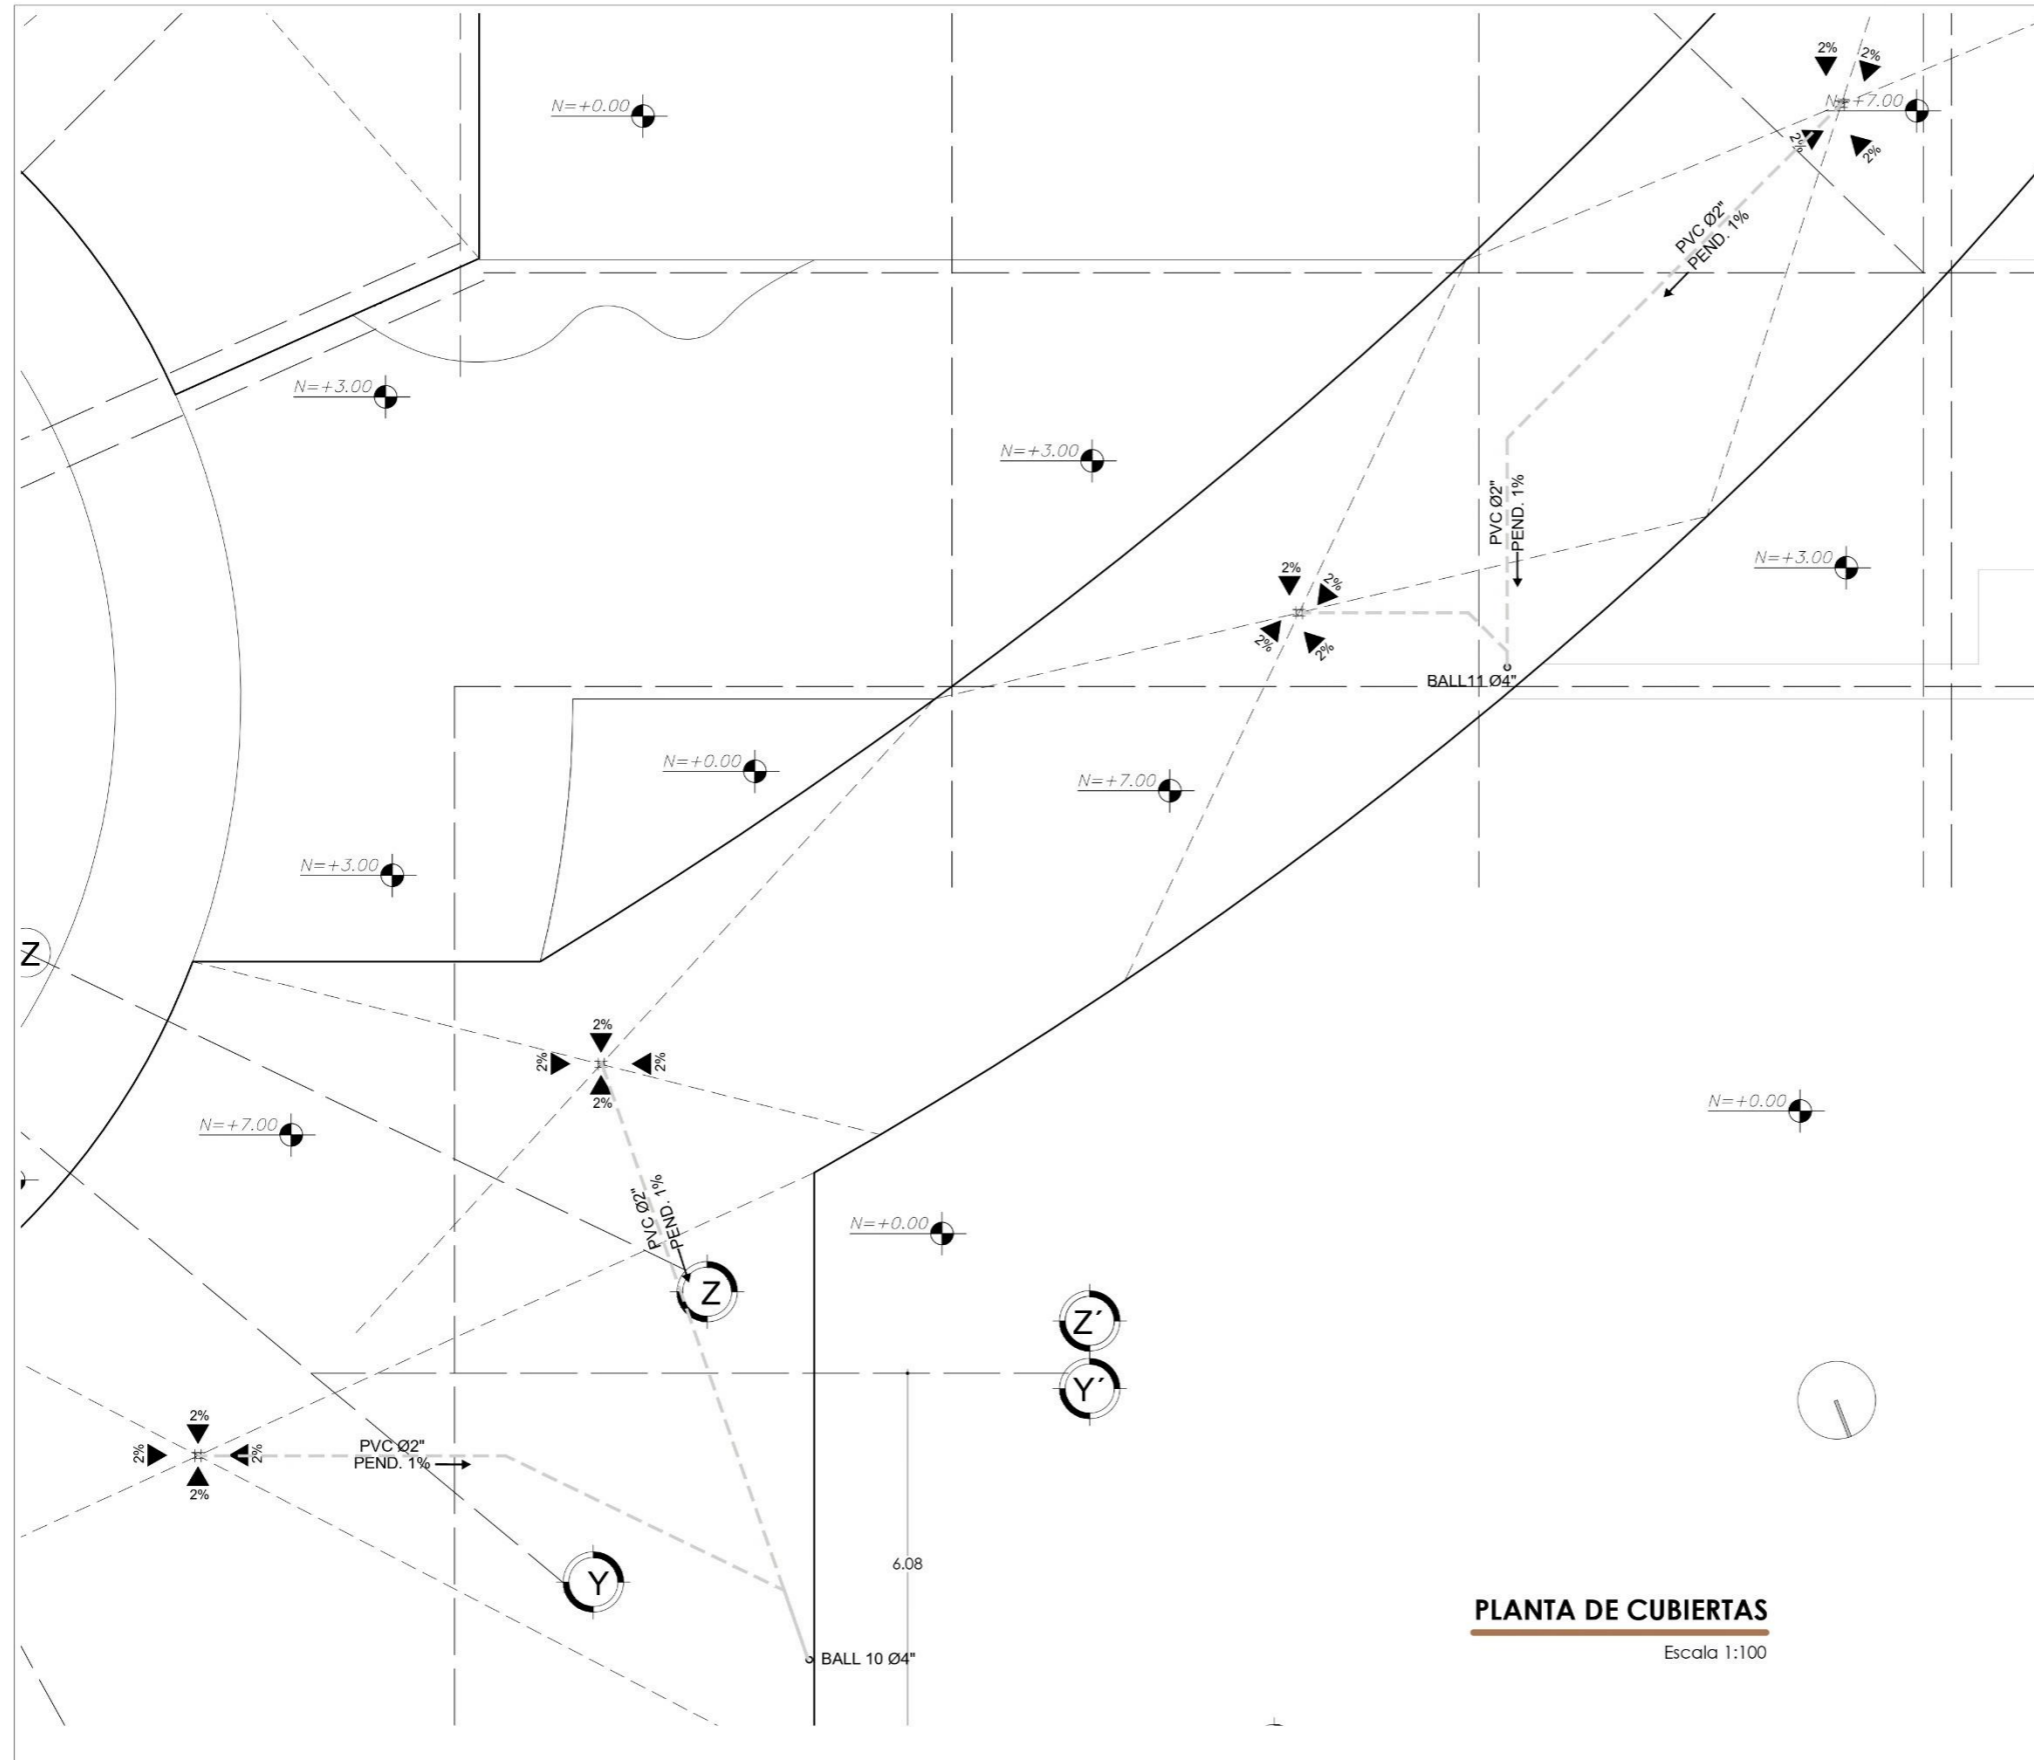 2%
2%
N=+0.00
N=+7.00
2%
2%
PVC Ø2"
PEND. 1%
N=+3.00
N=+3.00
PVC Ø2"
PEND. 1%
N=+3.00
2%
2%
2%
2%
BALL11 Ø4"
N=+0.00
N=+7.00
N=+3.00
Z
2%
2%
2%
2%
N=+7.00
N=+0.00
PVC Ø2"
PEND. 1%
N=+0.00
Z
Z´
Y´
2%
2%
2%
2%
PVC Ø2"
PEND. 1%
6.08
Y
PLANTA DE CUBIERTAS
Escala 1:100
BALL 10 Ø4"